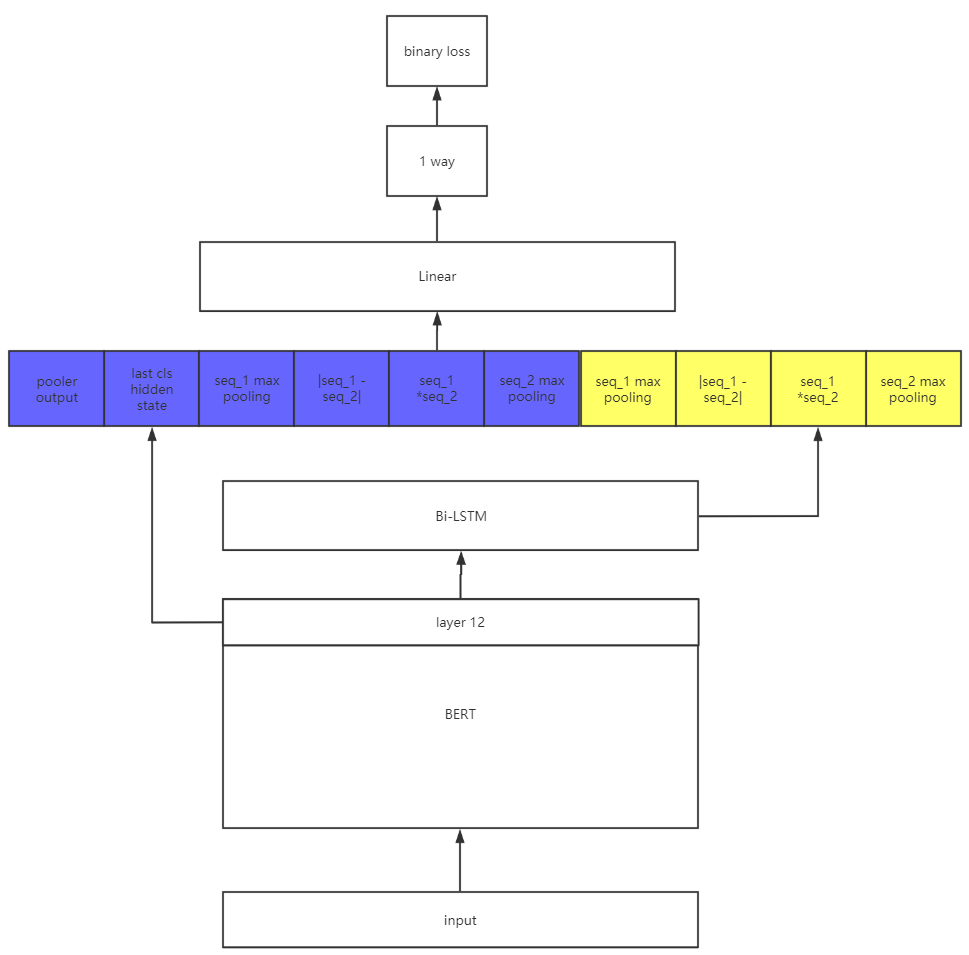 binary loss
1 way
Linear
pooler
output
last cls
hidden
state
seq_1 max
pooling
|seq_1 -
seq_2|
seq_1
*seq_2
seq_2 max
pooling
seq_1 max
pooling
|seq_1 -
seq_2|
seq_1
*seq_2
seq_2 max
pooling
Bi-LSTM
layer 12
BERT
input